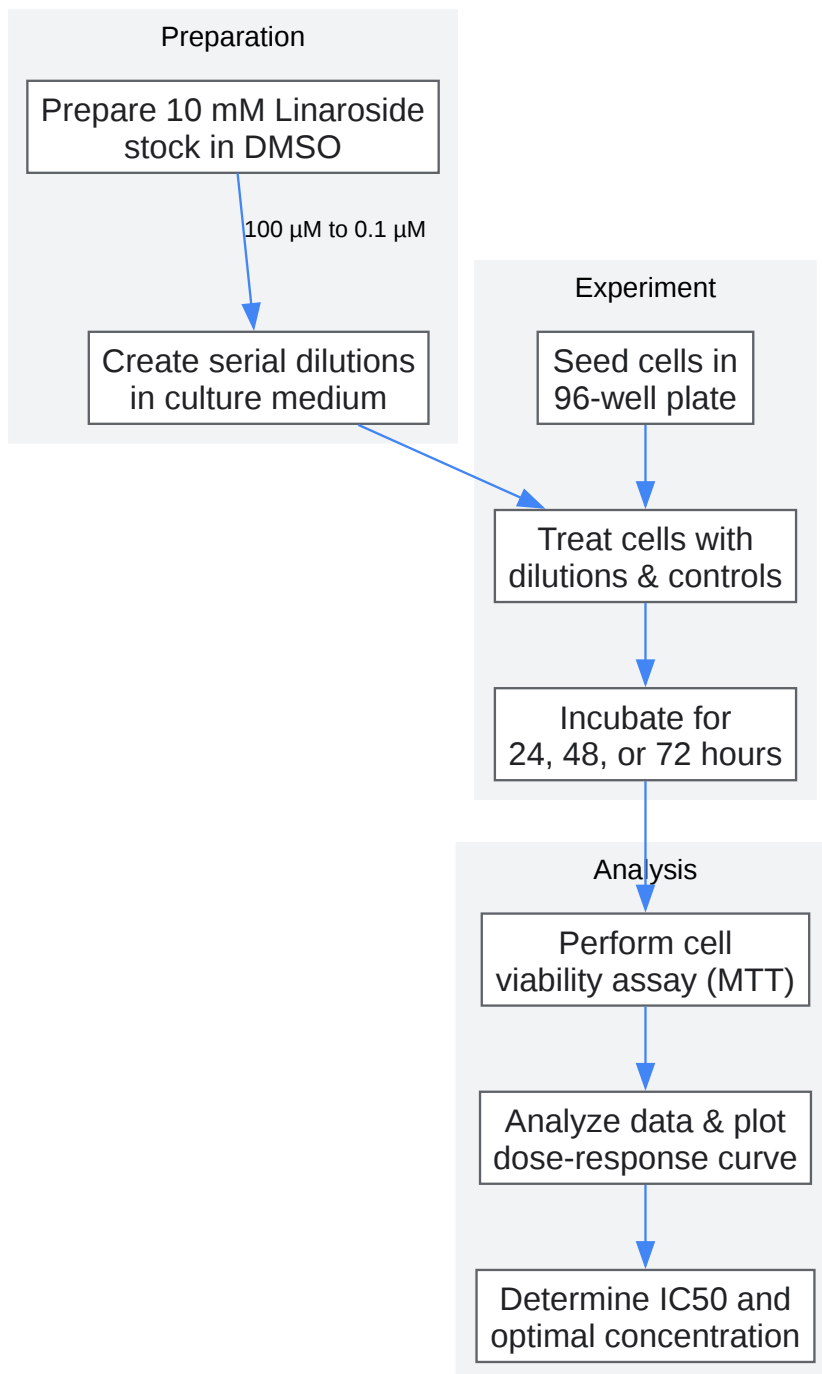 Preparation
Prepare 10 mM Linaroside
stock in DMSO
100 µM to 0.1 µM
Create serial dilutions
in culture medium
Experiment
Seed cells in
96-well plate
Treat cells with
dilutions & controls
Incubate for
24, 48, or 72 hours
Analysis
Perform cell
viability assay (MTT)
Analyze data & plot
dose-response curve
Determine IC50 and
optimal concentration